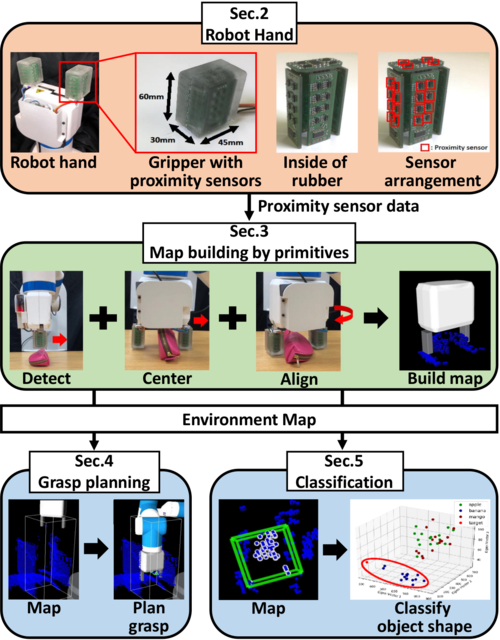 Sec.2
Robot Hand
60mm
30mm
45mm
: Proximity sensor
Robot hand
Gripper with
proximity sensors
Inside of
rubber
Sensor
arrangement
Proximity sensor data
Sec.3
Map building by primitives
Detect
Center
Align
Build map
Environment Map
Sec.4
Grasp planning
Map
Plan
grasp
Sec.5
Classification
apple
banana
mango
target
Map
Classify
object shape